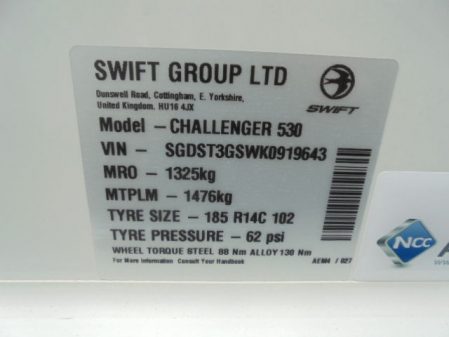 SWIFT GROUP LTD
Dunswell Road, Cottingham, E. Yorkshire,
United Kingdom, HU16 4JX
SWIFT
Model - CHALLENGER 530
VIN - SGDST3GSWK0919643
MRO - 1325kg
MTPLM - 1476kg
TYRE SIZE - 185 R14C 102
TYRE PRESSURE - 62 psi
WHEEL TORQUE STEEL 88 Nm ALLOY 130 Nm
For More Information Consult Your Handbook AEM4 / 027
NCC